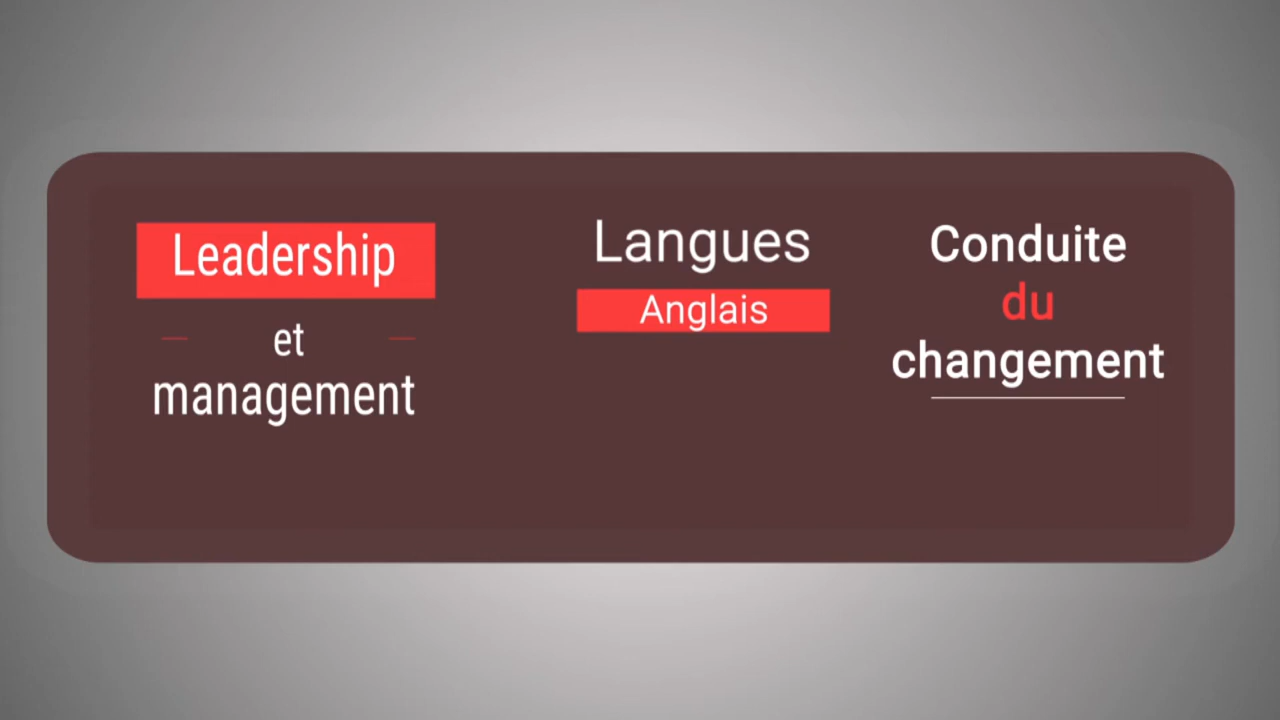 Leadership
et
management
Langues
Anglais
Conduite
du
changement